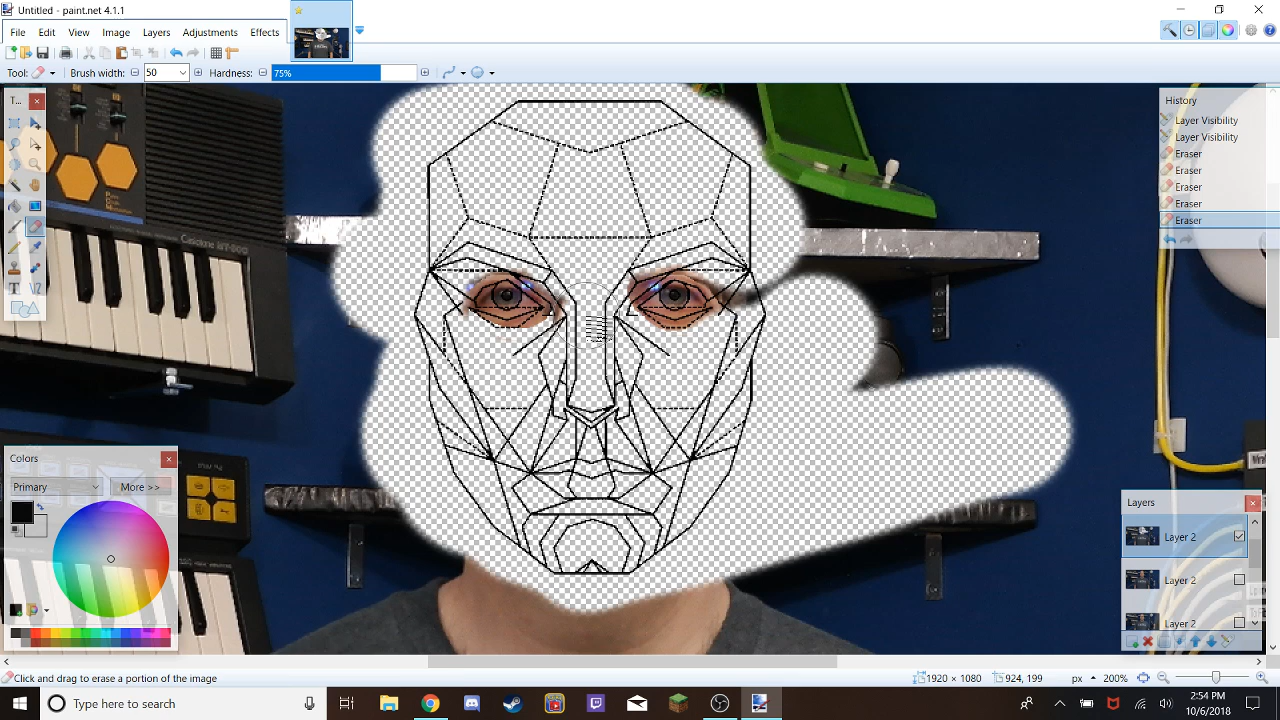 Untitled - paint.net 4.1.1
File Edit View Image Layers Adjustments Effects
Tool: Brush width: 50 Hardness: 75%
T...
History
Layer Visibility
Layer Visibility
Eraser
Eraser
Eraser
Eraser
Eraser
Casiotone MT-500
Colors
Primary More >>
Layers
Layer 2
Layer 2
Layer 2
Click and drag to erase a portion of the image
1920 × 1080 924, 199 px 200%
Type here to search
2:54 PM
10/6/2018